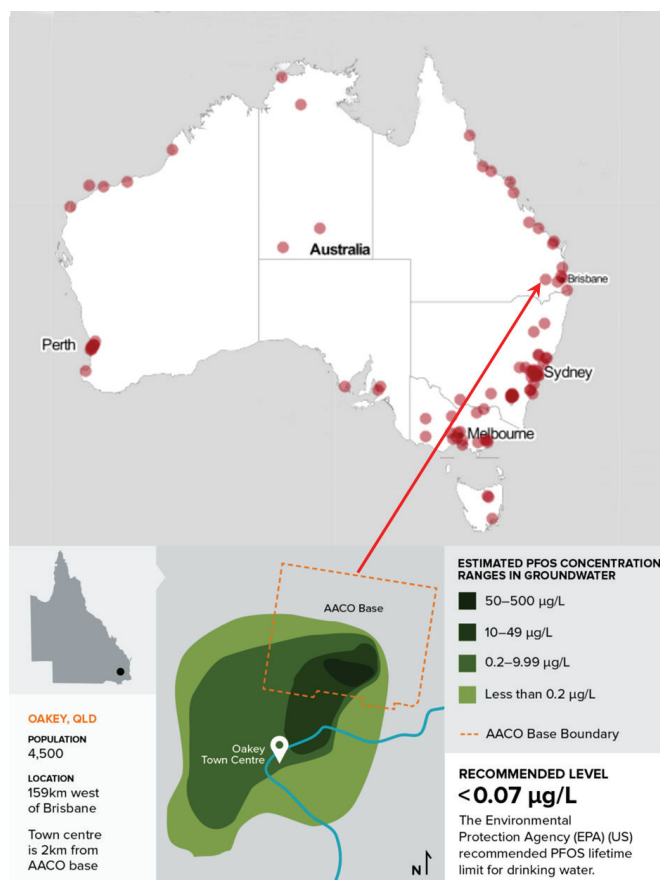 Australia
Brisbane
Perth
Sydney
Melbourne
AACO Base
Oakey
Town Centre
N
OAKEY, QLD
POPULATION
4,500
LOCATION
159km west
of Brisbane
Town centre
is 2km from
AACO base
ESTIMATED PFOS CONCENTRATION
RANGES IN GROUNDWATER
50–500 µg/L
10–49 µg/L
0.2–9.99 µg/L
Less than 0.2 µg/L
AACO Base Boundary
RECOMMENDED LEVEL
<0.07 µg/L
The Environmental
Protection Agency (EPA) (US)
recommended PFOS lifetime
limit for drinking water.